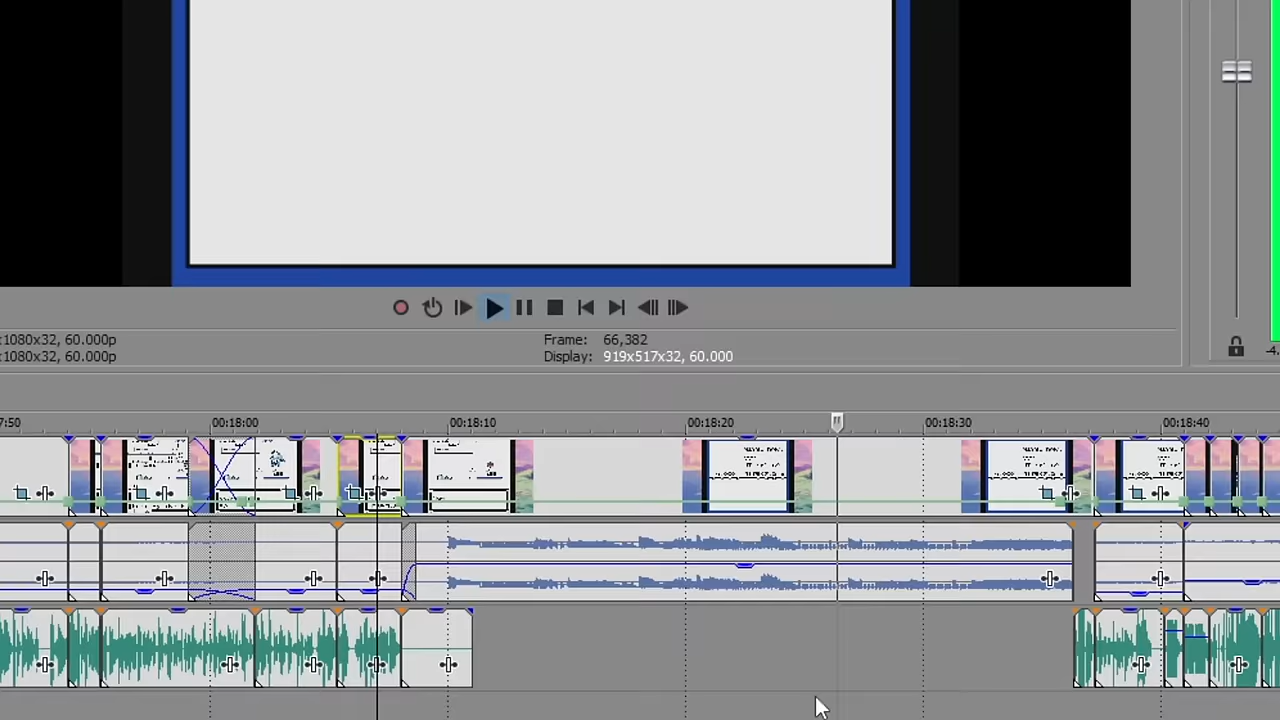 :1080x32, 60.000p
:1080x32, 60.000p
Frame: 66,382
Display: 919x517x32, 60.000
-4.
7:50
00:18:00
00:18:10
00:18:20
00:18:30
00:18:40